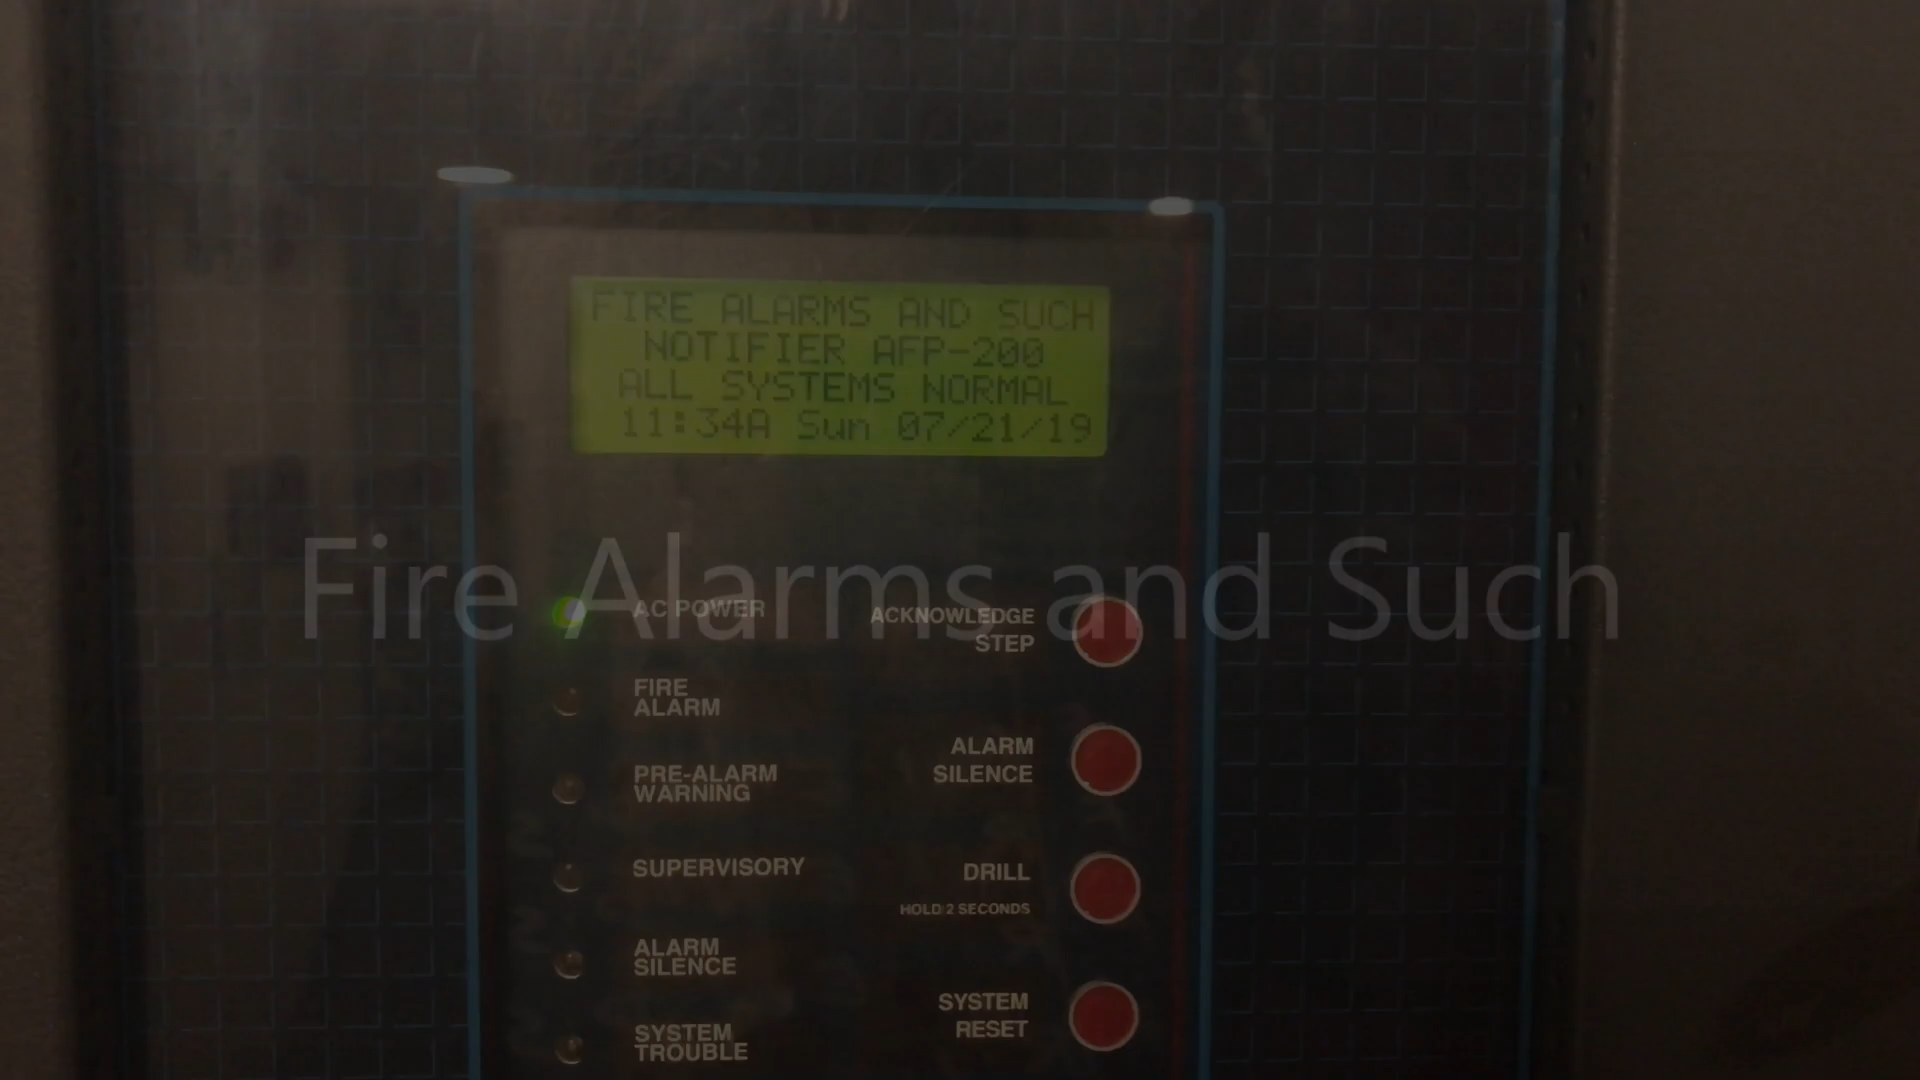 FIRE ALARMS AND SUCH
NOTIFIER AFP-200
ALL SYSTEMS NORMAL
11:34A Sun 07/21/19
Fire Alarms and Such
AC POWER
FIRE
ALARM
PRE-ALARM
WARNING
SUPERVISORY
ALARM
SILENCE
SYSTEM
TROUBLE
ACKNOWLEDGE
STEP
ALARM
SILENCE
DRILL
HOLD 2 SECONDS
SYSTEM
RESET